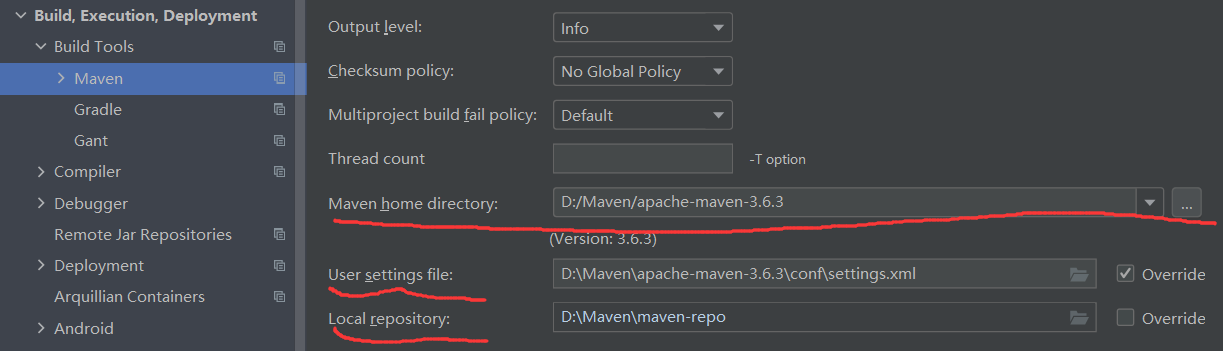 Build, Execution, Deployment
Build Tools
Maven
Gradle
Gant
Compiler
Debugger
Remote Jar Repositories
Deployment
Arquillian Containers
Android
Output level: Info
Checksum policy: No Global Policy
Multiproject build fail policy: Default
Thread count -T option
Maven home directory: D:/Maven/apache-maven-3.6.3 ...
(Version: 3.6.3)
User settings file: D:\Maven\apache-maven-3.6.3\conf\settings.xml Override
Local repository: D:\Maven\maven-repo Override